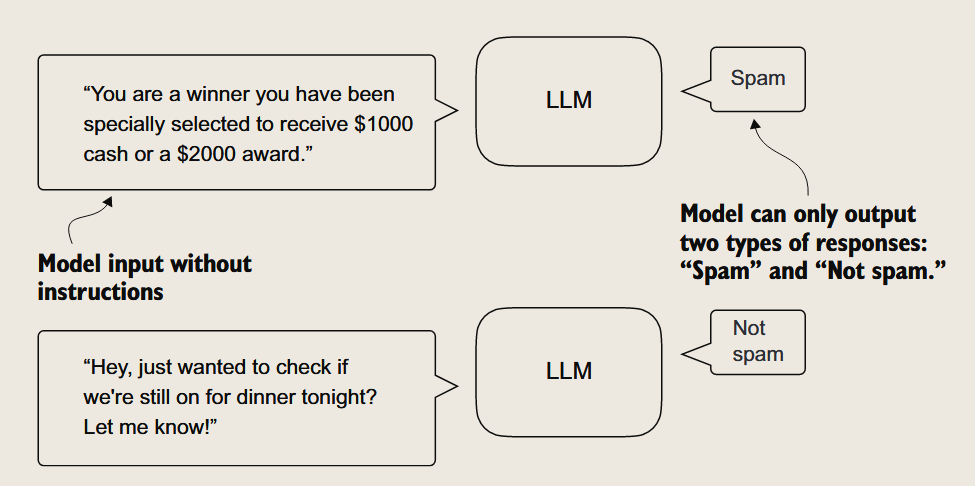 “You are a winner you have been
specially selected to receive $1000
cash or a $2000 award.”
LLM
Spam
Model input without
instructions
Model can only output
two types of responses:
“Spam” and “Not spam.”
“Hey, just wanted to check if
we're still on for dinner tonight?
Let me know!”
LLM
Not
spam